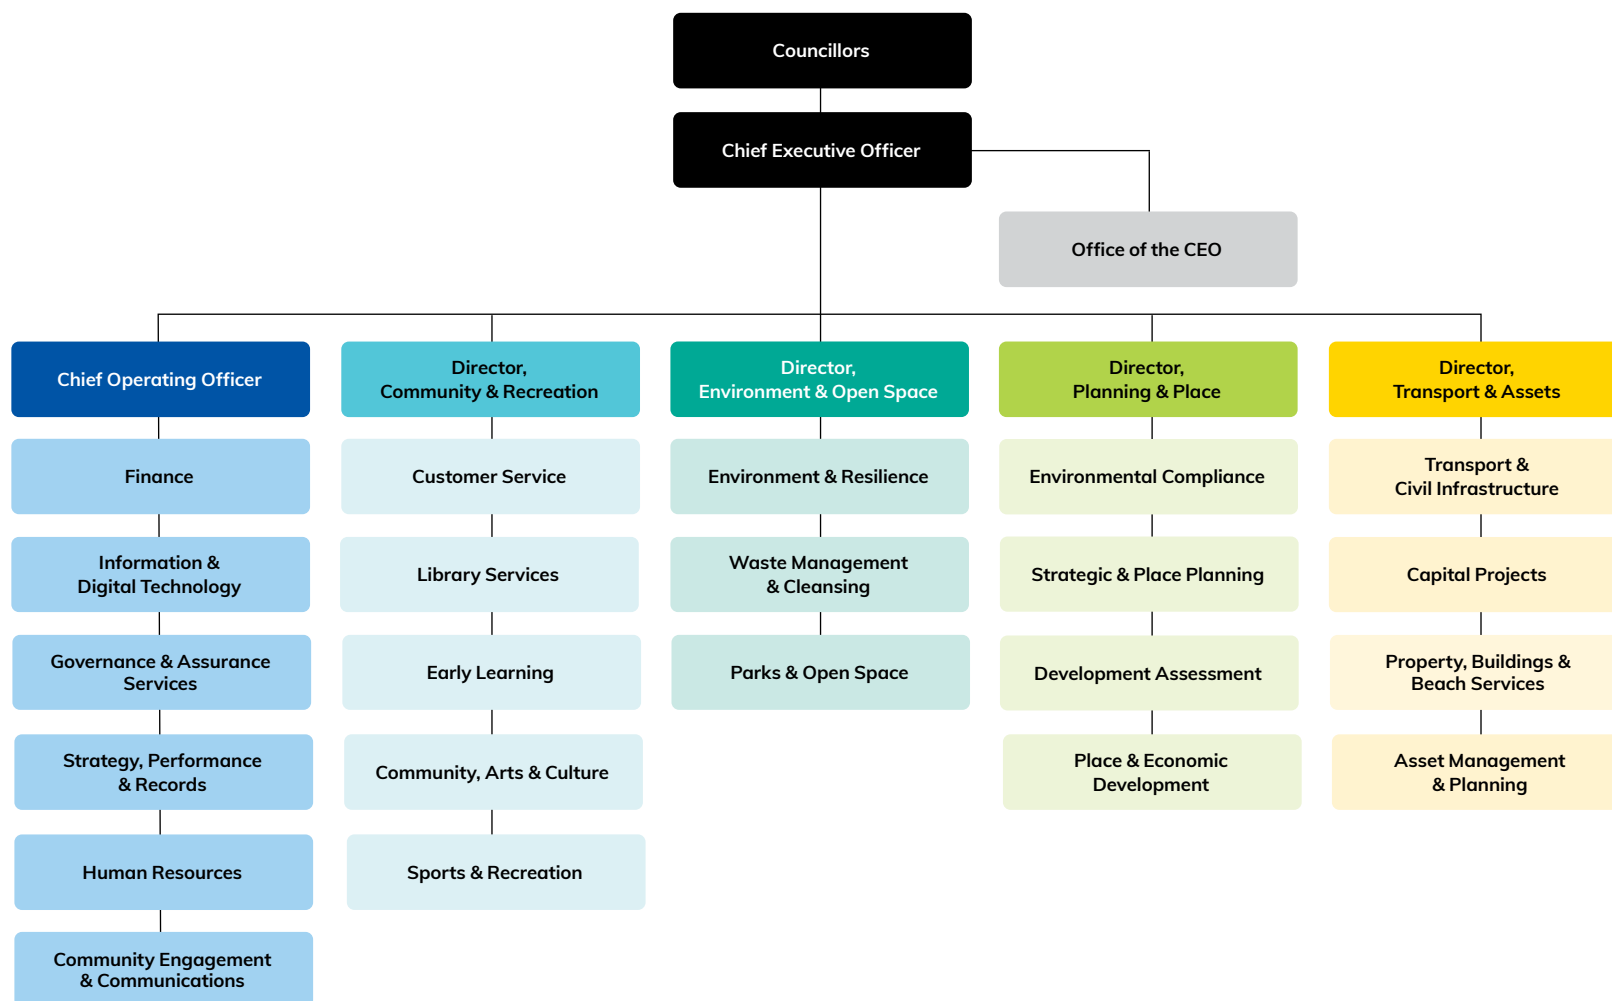 Councillors
Chief Executive Officer
Office of the CEO
Chief Operating Officer
Finance
Information &
Digital Technology
Governance & Assurance
Services
Strategy, Performance
& Records
Human Resources
Community Engagement
& Communications
Director,
Community & Recreation
Customer Service
Library Services
Early Learning
Community, Arts & Culture
Sports & Recreation
Director,
Environment & Open Space
Environment & Resilience
Waste Management
& Cleansing
Parks & Open Space
Director,
Planning & Place
Environmental Compliance
Strategic & Place Planning
Development Assessment
Place & Economic
Development
Director,
Transport & Assets
Transport &
Civil Infrastructure
Capital Projects
Property, Buildings &
Beach Services
Asset Management
& Planning